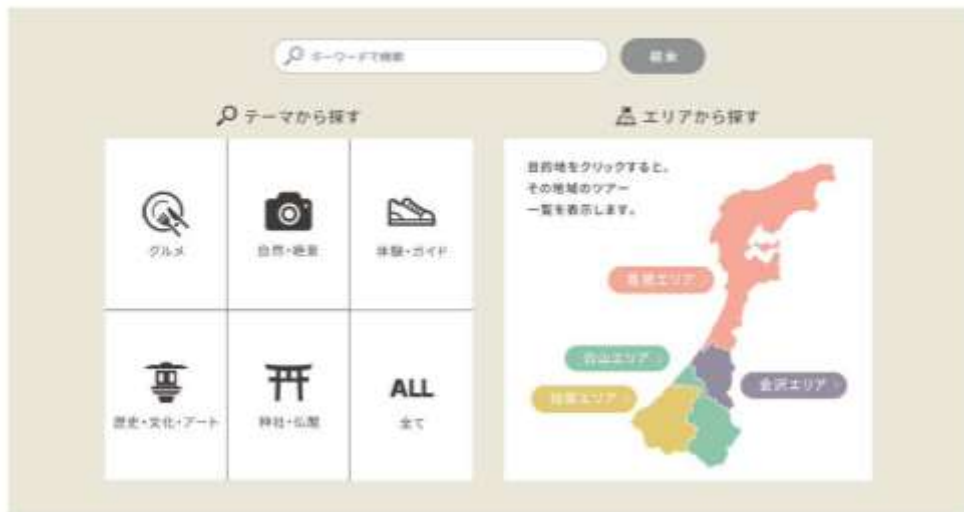 キーワードで検索
検索
テーマから探す
エリアから探す
グルメ
自然・絶景
体験・ガイド
歴史・文化・アート
神社・仏閣
ALL
全て
目的地をクリックすると、
その地域のツアー
一覧を表示します。
能登エリア
白山エリア
加賀エリア
金沢エリア